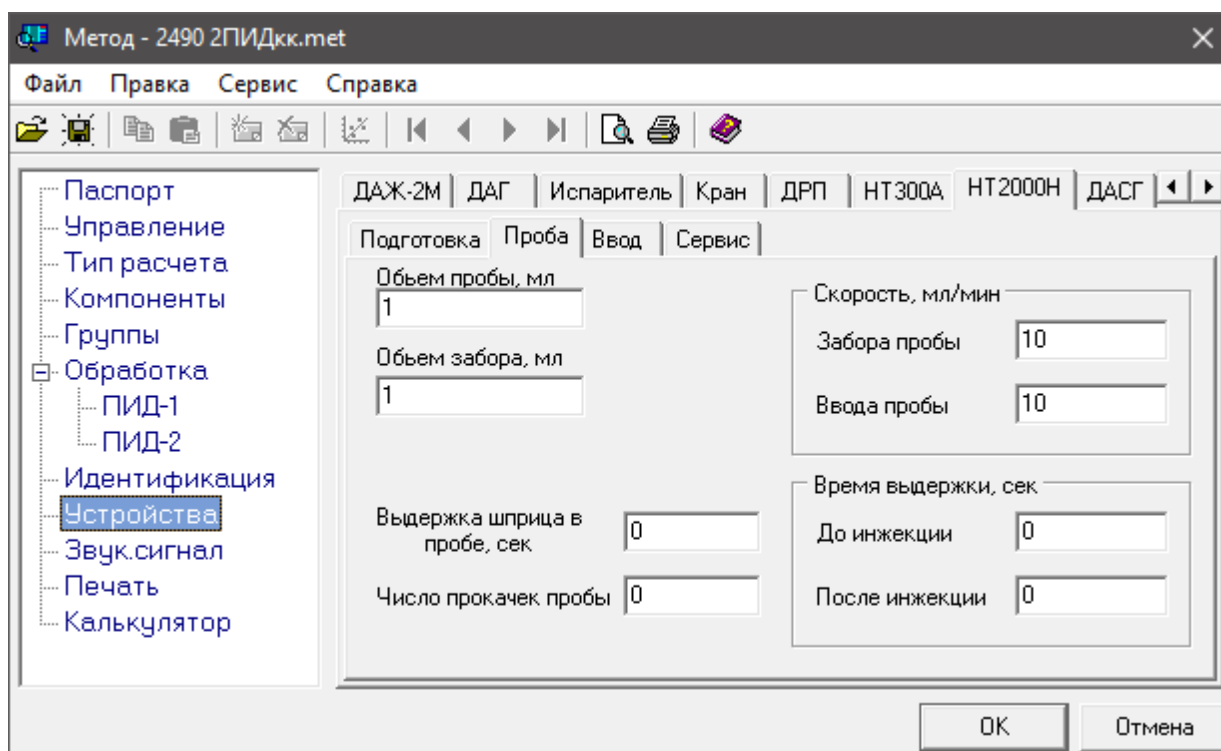 Метод - 2490 2ПИДкк.met
Файл Правка Сервис Справка
Паспорт
Управление
Тип расчета
Компоненты
Группы
Обработка
ПИД-1
ПИД-2
Идентификация
Устройства
Звук.сигнал
Печать
Калькулятор
ДАЖ-2М ДАГ Испаритель Кран ДРП НТ300А НТ2000Н ДАСГ
Подготовка Проба Ввод Сервис
Обьем пробы, мл
1
Обьем забора, мл
1
Выдержка шприца в
пробе, сек
0
Число прокачек пробы 0
Скорость, мл/мин
Забора пробы 10
Ввода пробы 10
Время выдержки, сек
До инжекции 0
После инжекции 0
OK Отмена